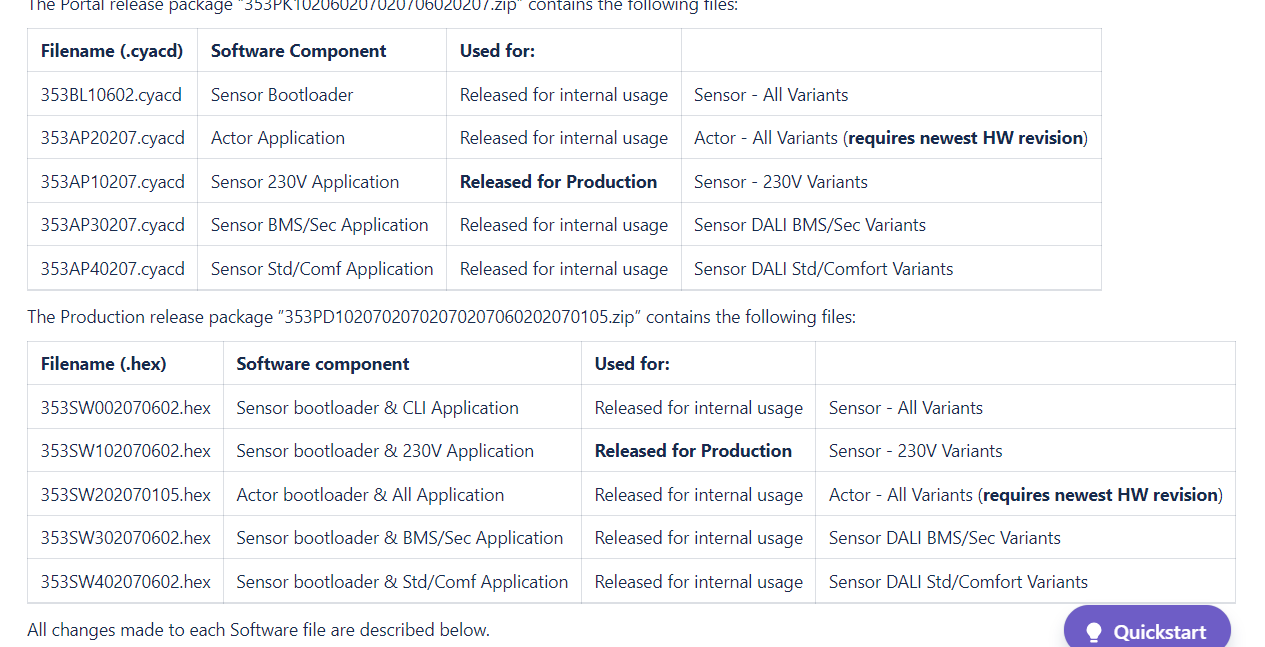 The Portal release package “353PK10206020702070​6020207.zip” contains the following files:
Filename (.cyacd) Software Component Used for:
353BL10602.cyacd Sensor Bootloader Released for internal usage Sensor - All Variants
353AP20207.cyacd Actor Application Released for internal usage Actor - All Variants (requires newest HW revision)
353AP10207.cyacd Sensor 230V Application Released for Production Sensor - 230V Variants
353AP30207.cyacd Sensor BMS/Sec Application Released for internal usage Sensor DALI BMS/Sec Variants
353AP40207.cyacd Sensor Std/Comf Application Released for internal usage Sensor DALI Std/Comfort Variants
The Production release package “353PD10207020702070207060202070105.zip” contains the following files:
Filename (.hex) Software component Used for:
353SW002070602.hex Sensor bootloader & CLI Application Released for internal usage Sensor - All Variants
353SW102070602.hex Sensor bootloader & 230V Application Released for Production Sensor - 230V Variants
353SW202070105.hex Actor bootloader & All Application Released for internal usage Actor - All Variants (requires newest HW revision)
353SW302070602.hex Sensor bootloader & BMS/Sec Application Released for internal usage Sensor DALI BMS/Sec Variants
353SW402070602.hex Sensor bootloader & Std/Comf Application Released for internal usage Sensor DALI Std/Comfort Variants
All changes made to each Software file are described below.
Quickstart